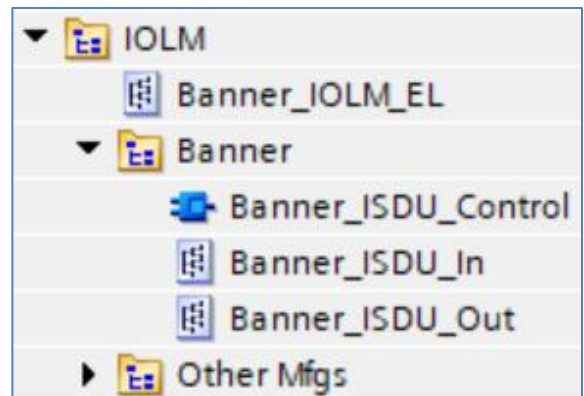 IOLM
Banner_IOLM_EL
Banner
Banner_ISDU_Control
Banner_ISDU_In
Banner_ISDU_Out
Other Mfgs